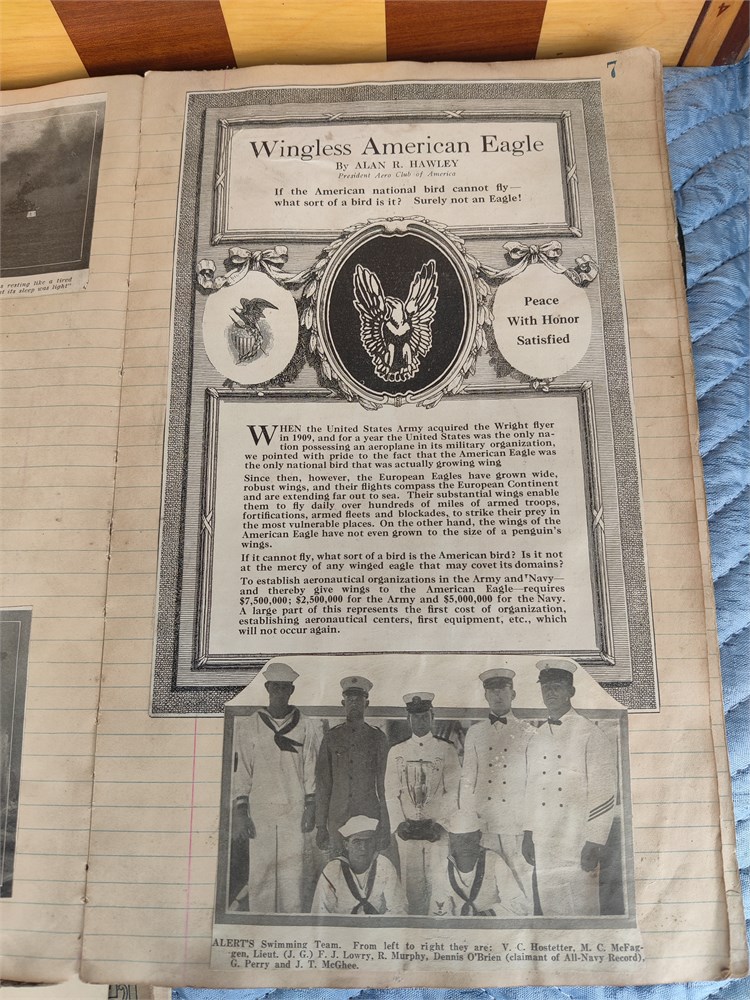 7
s resting like a tired
t its sleep was light"
Wingless American Eagle
By ALAN R. HAWLEY
President Aero Club of America
If the American national bird cannot fly—
what sort of a bird is it? Surely not an Eagle!
Peace
With Honor
Satisfied
WHEN the United States Army acquired the Wright flyer
in 1909, and for a year the United States was the only na-
tion possessing an aeroplane in its military organization,
we pointed with pride to the fact that the American Eagle was
the only national bird that was actually growing wing
Since then, however, the European Eagles have grown wide,
robust wings, and their flights compass the European Continent
and are extending far out to sea. Their substantial wings enable
them to fly daily over hundreds of miles of armed troops,
fortifications, armed fleets and blockades, to strike their prey in
the most vulnerable places. On the other hand, the wings of the
American Eagle have not even grown to the size of a penguin's
wings.
If it cannot fly, what sort of a bird is the American bird? Is it not
at the mercy of any winged eagle that may covet its domains?
To establish aeronautical organizations in the Army and Navy—
and thereby give wings to the American Eagle—requires
$7,500,000; $2,500,000 for the Army and $5,000,000 for the Navy.
A large part of this represents the first cost of organization,
establishing aeronautical centers, first equipment, etc., which
will not occur again.
ALERT'S Swimming Team. From left to right they are: V. C. Hostetter, M. C. McFag-
gen, Lieut. (J. G.) F. J. Lowry, R. Murphy, Dennis O'Brien (claimant of All-Navy Record),
G. Perry and J. T. McGhee.